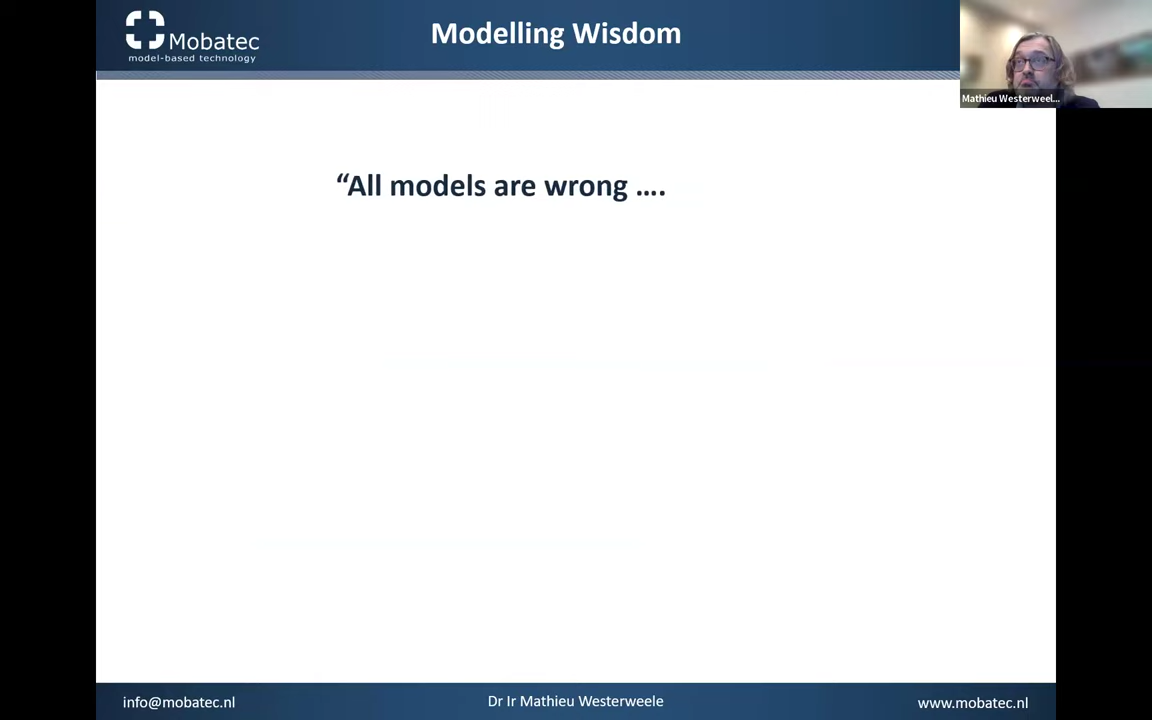 Mobatec
model-based technology
Modelling Wisdom
Mathieu Westerweel...
“All models are wrong ….
info@mobatec.nl
Dr Ir Mathieu Westerweele
www.mobatec.nl